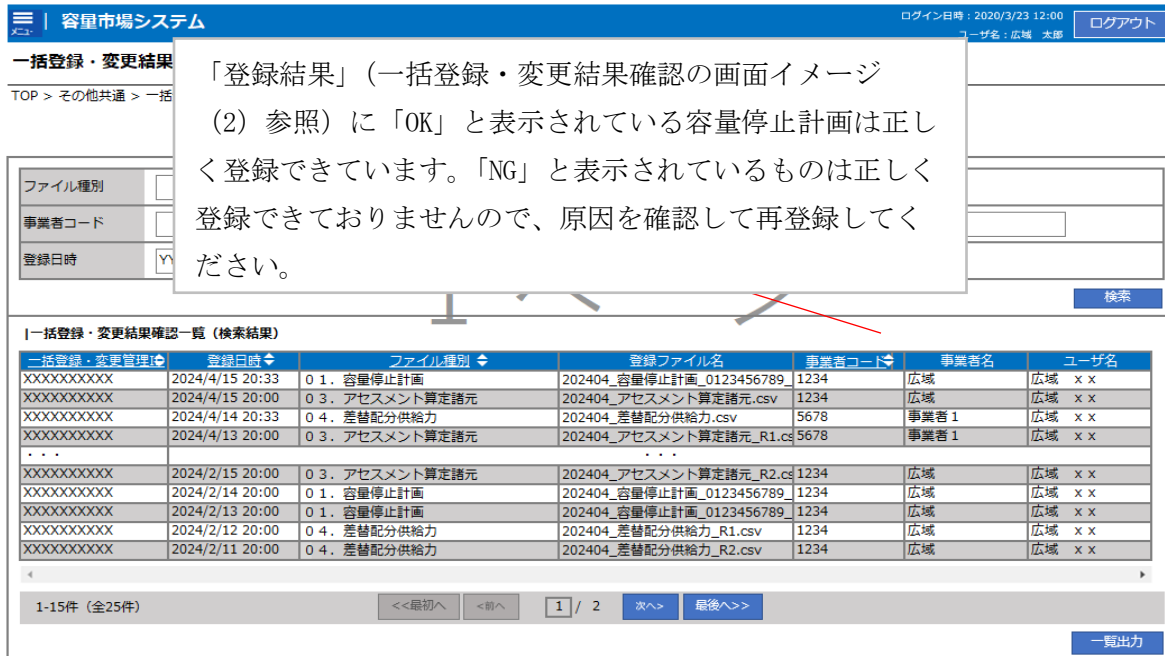 容量市場システム
メニュー
ログイン日時：2020/3/23 12:00
ユーザ名：広域　太郎
ログアウト
一括登録・変更結果
TOP > その他共通 > 一括
「登録結果」（一括登録・変更結果確認の画面イメージ
（2）参照）に「OK」と表示されている容量停止計画は正し
く登録できています。「NG」と表示されているものは正しく
登録できておりませんので、原因を確認して再登録してく
ださい。
ファイル種別
事業者コード
登録日時 YY
検索
|一括登録・変更結果確認一覧（検索結果）
一括登録・変更管理I 登録日時 ファイル種別 登録ファイル名 事業者コード 事業者名 ユーザ名
XXXXXXXXXX 2024/4/15 20:33 ０１．容量停止計画 202404_容量停止計画_0123456789_ 1234 広域 広域　ｘｘ
XXXXXXXXXX 2024/4/15 20:00 ０３．アセスメント算定諸元 202404_アセスメント算定諸元.csv 1234 広域 広域　ｘｘ
XXXXXXXXXX 2024/4/14 20:33 ０４．差替配分供給力 202404_差替配分供給力.csv 5678 事業者１ 広域　ｘｘ
XXXXXXXXXX 2024/4/13 20:00 ０３．アセスメント算定諸元 202404_アセスメント算定諸元_R1.cs 5678 事業者１ 広域　ｘｘ
・・・ ・・・
XXXXXXXXXX 2024/2/15 20:00 ０３．アセスメント算定諸元 202404_アセスメント算定諸元_R2.cs 1234 広域 広域　ｘｘ
XXXXXXXXXX 2024/2/14 20:00 ０１．容量停止計画 202404_容量停止計画_0123456789_ 1234 広域 広域　ｘｘ
XXXXXXXXXX 2024/2/13 20:00 ０１．容量停止計画 202404_容量停止計画_0123456789_ 1234 広域 広域　ｘｘ
XXXXXXXXXX 2024/2/12 20:00 ０４．差替配分供給力 202404_差替配分供給力_R1.csv 1234 広域 広域　ｘｘ
XXXXXXXXXX 2024/2/11 20:00 ０４．差替配分供給力 202404_差替配分供給力_R2.csv 1234 広域 広域　ｘｘ
1-15件（全25件） <<最初へ <前へ 1 / 2 次へ> 最後へ>>
一覧出力